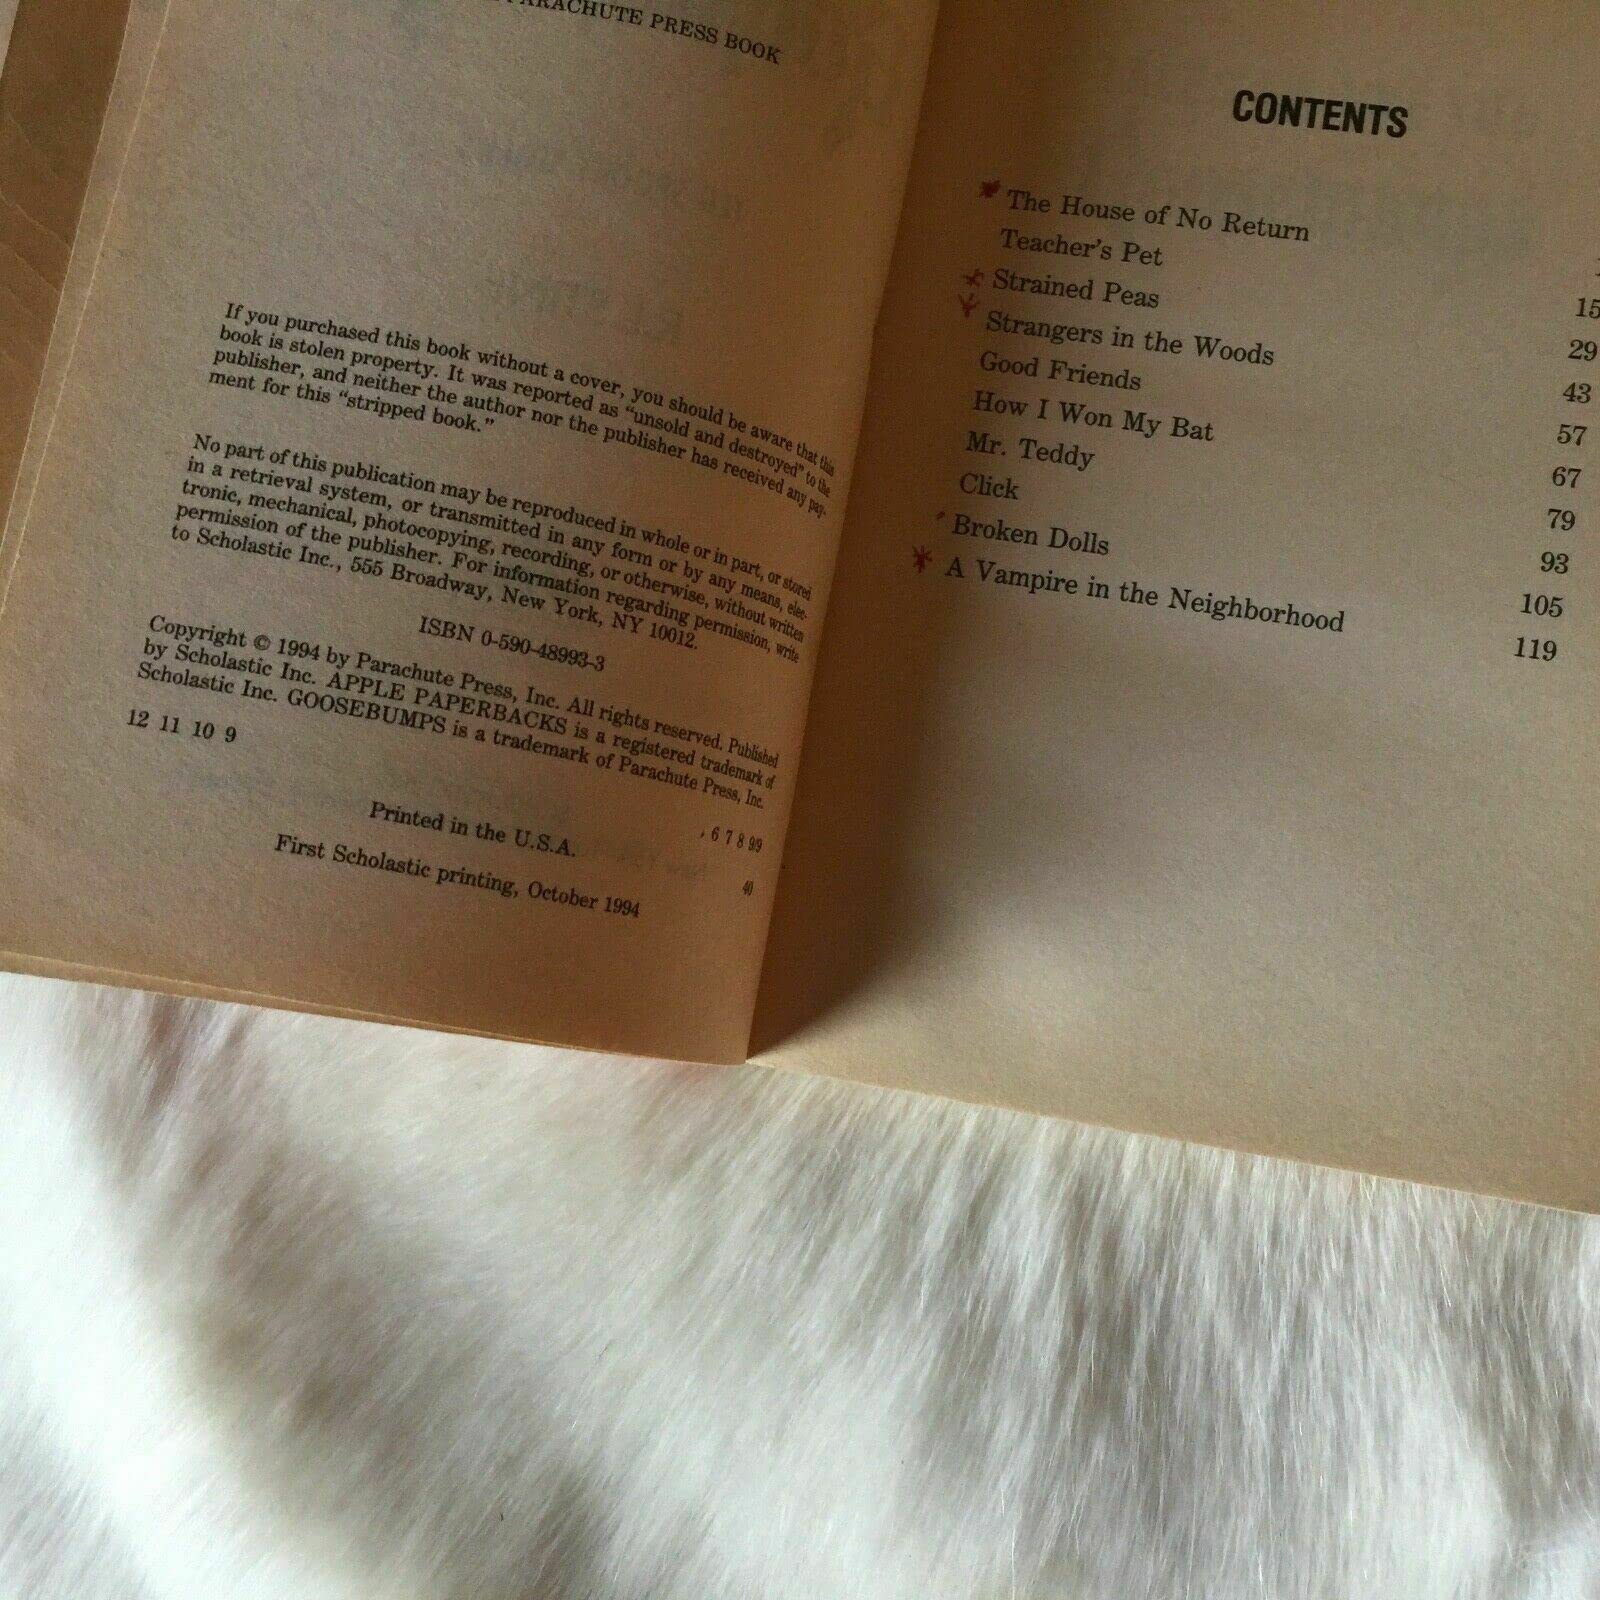 PARACHUTE PRESS BOOK
If you purchased this book without a cover, you should be aware that this
book is stolen property. It was reported as "unsold and destroyed" to the
publisher, and neither the author nor the publisher has received any pay-
ment for this "stripped book."
No part of this publication may be reproduced in whole or in part, or stored
in a retrieval system, or transmitted in any form or by any means, elec-
tronic, mechanical, photocopying, recording, or otherwise, without written
permission of the publisher. For information regarding permission, write
to Scholastic Inc., 555 Broadway, New York, NY 10012.
ISBN 0-590-48993-3
Copyright © 1994 by Parachute Press, Inc. All rights reserved. Published
by Scholastic Inc. APPLE PAPERBACKS is a registered trademark of
Scholastic Inc. GOOSEBUMPS is a trademark of Parachute Press, Inc.
12 11 10 9 6 7 8 9/9
Printed in the U.S.A. 40
First Scholastic printing, October 1994
CONTENTS
The House of No Return 1
Teacher's Pet 15
Strained Peas 29
Strangers in the Woods 43
Good Friends 57
How I Won My Bat 67
Mr. Teddy 79
Click 93
Broken Dolls 105
A Vampire in the Neighborhood 119